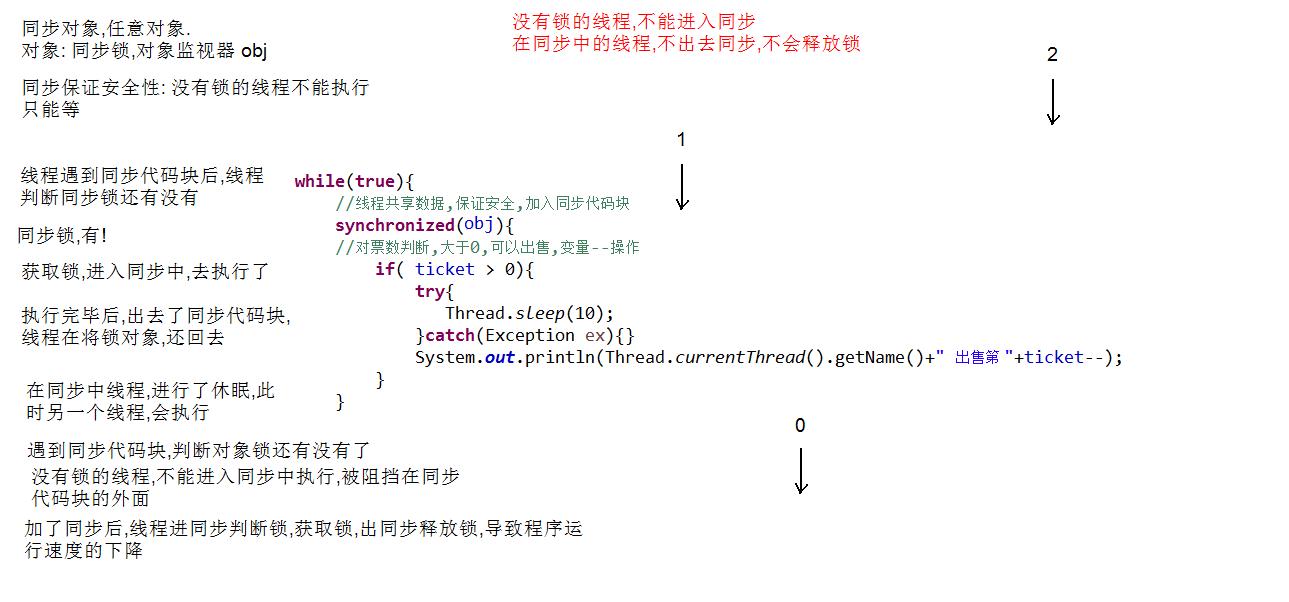 同步对象,任意对象.
对象: 同步锁,对象监视器 obj
没有锁的线程,不能进入同步
在同步中的线程,不出去同步,不会释放锁
2
同步保证安全性: 没有锁的线程不能执行
只能等
1
线程遇到同步代码块后,线程
判断同步锁还有没有
同步锁,有!
获取锁,进入同步中,去执行了
执行完毕后,出去了同步代码块,
线程在将锁对象,还回去
在同步中线程,进行了休眠,此
时另一个线程,会执行
while(true){
//线程共享数据,保证安全,加入同步代码块
synchronized(obj){
//对票数判断,大于0,可以出售,变量--操作
if( ticket > 0){
try{
Thread.sleep(10);
}catch(Exception ex){}
System.out.println(Thread.currentThread().getName()+" 出售第 "+ticket--);
}
}
0
遇到同步代码块,判断对象锁还有没有了
没有锁的线程,不能进入同步中执行,被阻挡在同步
代码块的外面
加了同步后,线程进同步判断锁,获取锁,出同步释放锁,导致程序运
行速度的下降